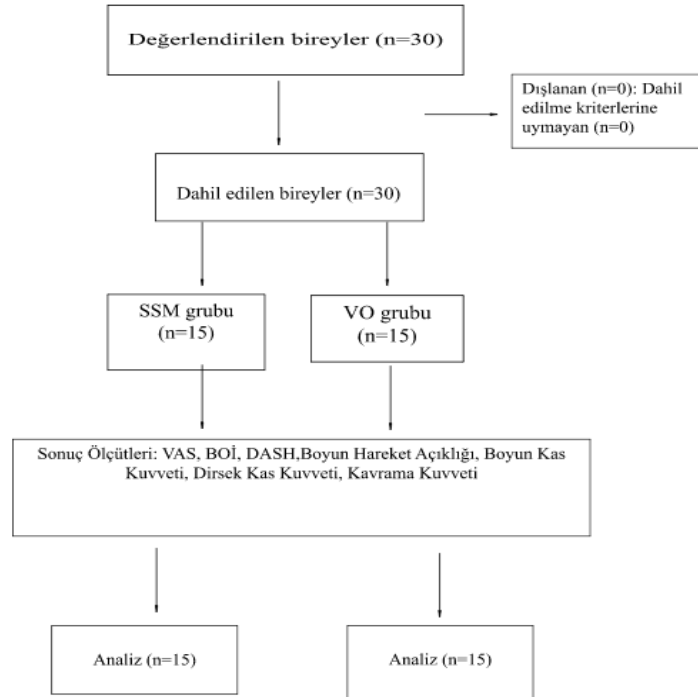 Değerlendirilen bireyler (n=30)
Dışlanan (n=0): Dahil
edilme kriterlerine
uymayan (n=0)
Dahil edilen bireyler (n=30)
SSM grubu
(n=15)
VO grubu
(n=15)
Sonuç Ölçütleri: VAS, BOİ, DASH,Boyun Hareket Açıklığı, Boyun Kas
Kuvveti, Dirsek Kas Kuvveti, Kavrama Kuvveti
Analiz (n=15)
Analiz (n=15)